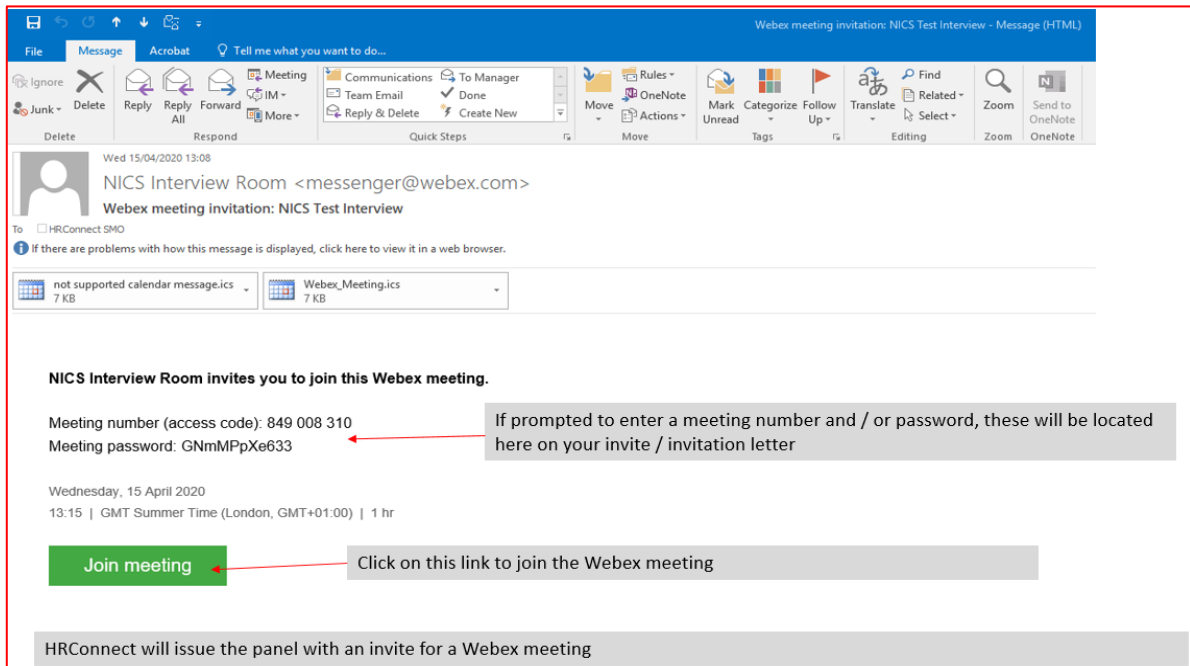 Webex meeting invitation: NICS Test Interview - Message (HTML)
File Message Acrobat Tell me what you want to do...
Ignore
Junk
Delete
Reply
Reply All
Forward
Meeting
IM
More
Communications
Team Email
Reply & Delete
To Manager
Done
Create New
Move
Rules
OneNote
Actions
Mark Unread
Categorize
Follow Up
Translate
Find
Related
Select
Zoom
Send to OneNote
Delete Respond Quick Steps Move Tags Editing Zoom OneNote
Wed 15/04/2020 13:08
NICS Interview Room <messenger@webex.com>
Webex meeting invitation: NICS Test Interview
To HRConnect SMO
If there are problems with how this message is displayed, click here to view it in a web browser.
not supported calendar message.ics
7 KB
Webex_Meeting.ics
7 KB
NICS Interview Room invites you to join this Webex meeting.
Meeting number (access code): 849 008 310
Meeting password: GNmMPpXe633
If prompted to enter a meeting number and / or password, these will be located
here on your invite / invitation letter
Wednesday, 15 April 2020
13:15 | GMT Summer Time (London, GMT+01:00) | 1 hr
Join meeting
Click on this link to join the Webex meeting
HRConnect will issue the panel with an invite for a Webex meeting